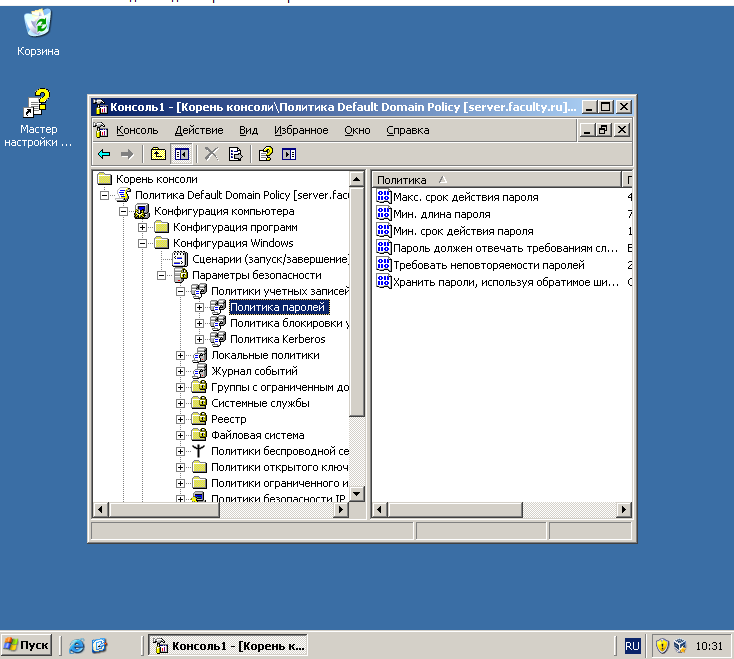 Корзина
Мастер
настройки ...
Консоль1 - [Корень консоли\Политика Default Domain Policy [server.faculty.ru]...
Консоль Действие Вид Избранное Окно Справка
Корень консоли
Политика Default Domain Policy [server.facu
Конфигурация компьютера
Конфигурация программ
Конфигурация Windows
Сценарии (запуск/завершение)
Параметры безопасности
Политики учетных записей
Политика паролей
Политика блокировки у
Политика Kerberos
Локальные политики
Журнал событий
Группы с ограниченным до
Системные службы
Реестр
Файловая система
Политики беспроводной се
Политики открытого ключ
Политики ограниченного и
Политики безопасности IP
Политика
Макс. срок действия пароля 4
Мин. длина пароля 7
Мин. срок действия пароля 1
Пароль должен отвечать требованиям сл...
Требовать неповторяемости паролей 2
Хранить пароли, используя обратимое ши...
Пуск
Консоль1 - [Корень к...
RU
10:31